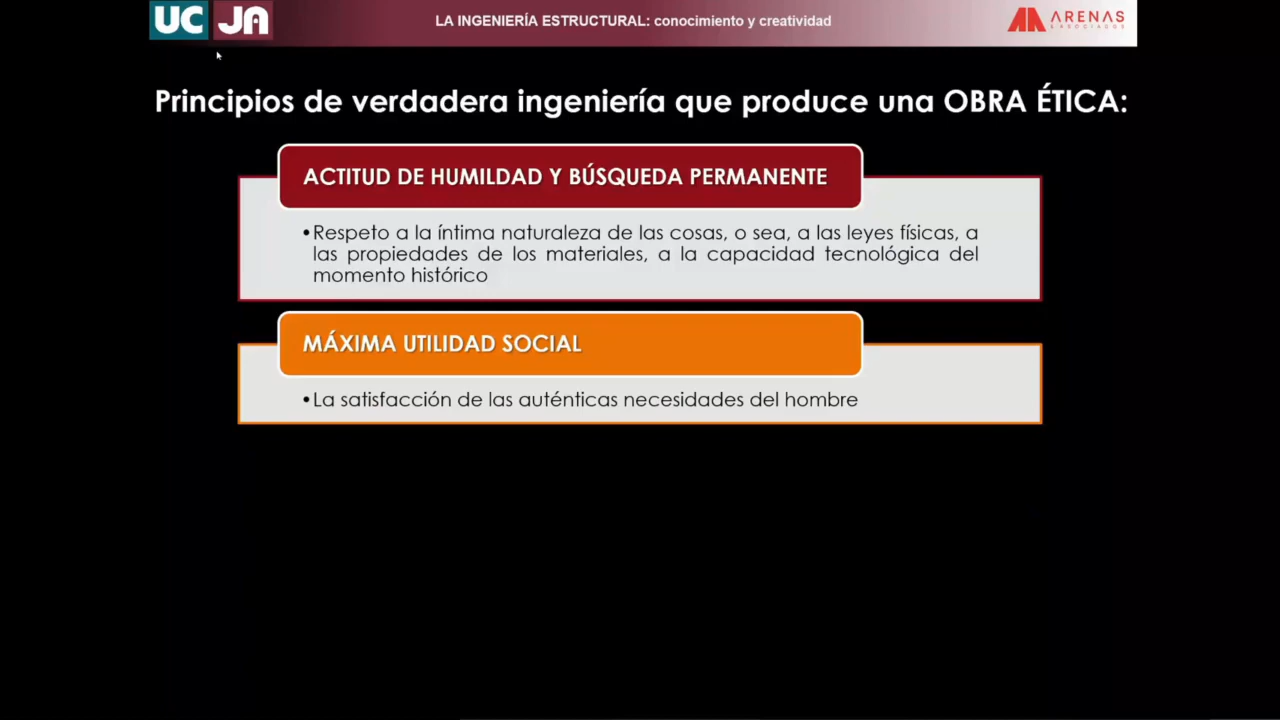 UC JA
LA INGENIERÍA ESTRUCTURAL: conocimiento y creatividad
ARENAS
& ASOCIADOS
Principios de verdadera ingeniería que produce una OBRA ÉTICA:
ACTITUD DE HUMILDAD Y BÚSQUEDA PERMANENTE
•Respeto a la íntima naturaleza de las cosas, o sea, a las leyes físicas, a
las propiedades de los materiales, a la capacidad tecnológica del
momento histórico
MÁXIMA UTILIDAD SOCIAL
•La satisfacción de las auténticas necesidades del hombre